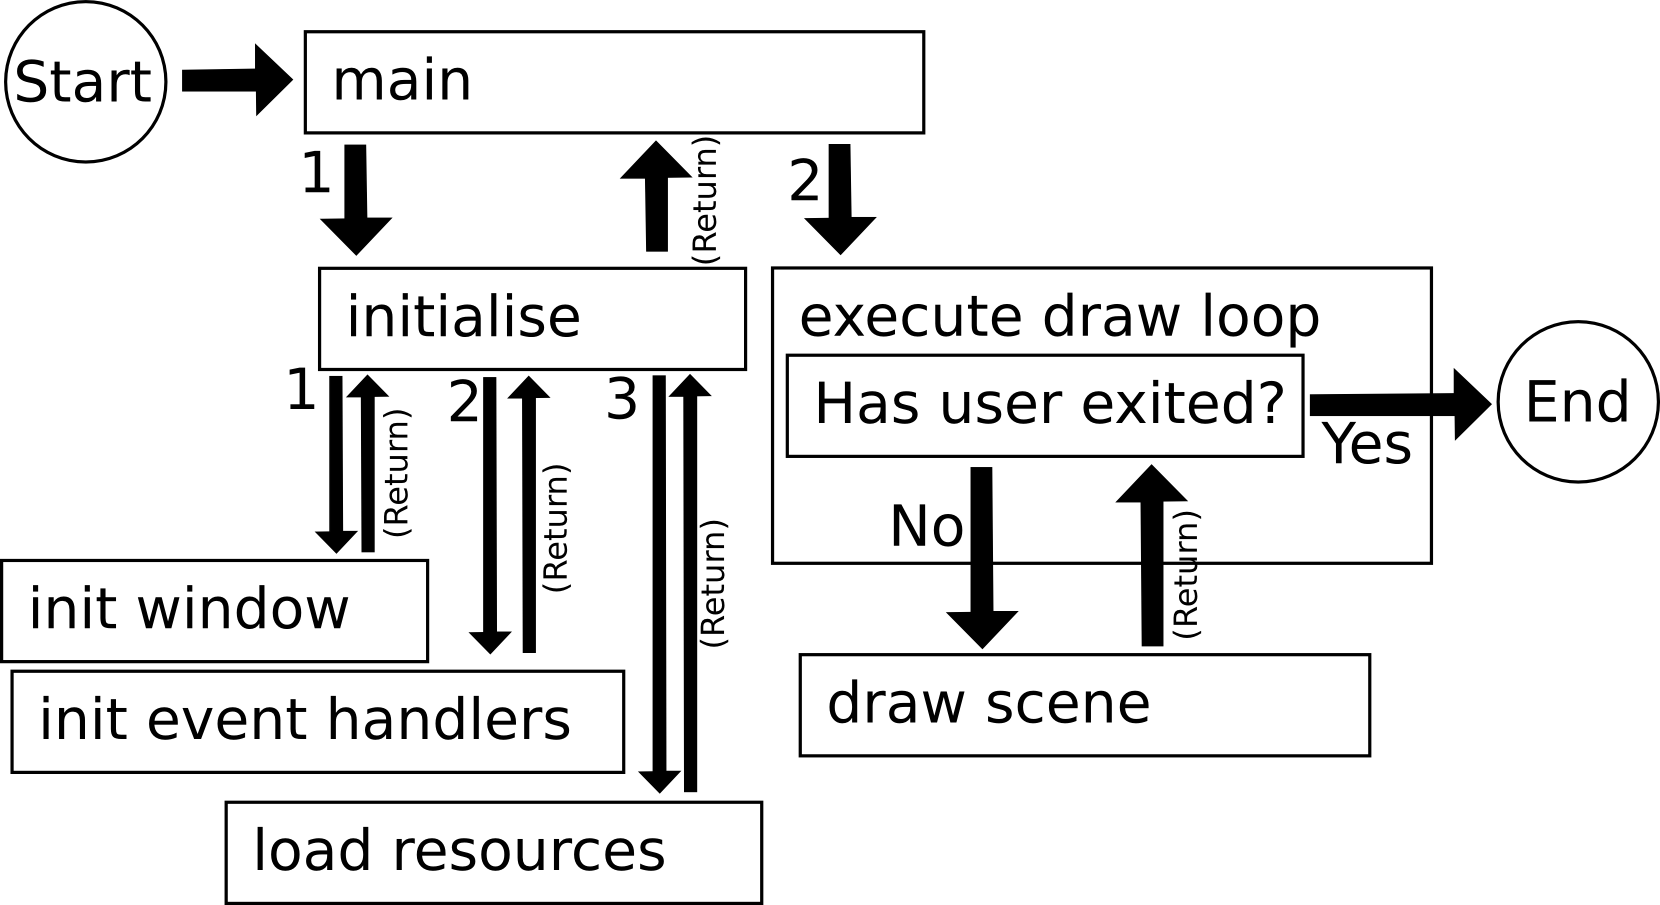 Start
main
1
(Return)
2
initialise
execute draw loop
Has user exited?
Yes
End
1
(Return)
2
(Return)
3
(Return)
No
(Return)
init window
init event handlers
load resources
draw scene